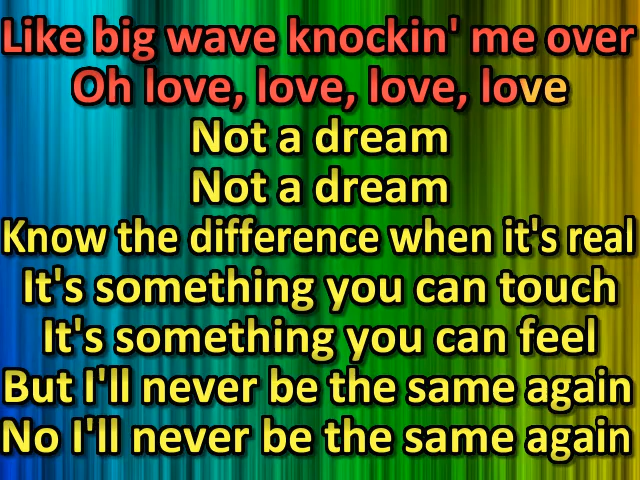 Like big wave knockin' me over
Oh love, love, love, love
Not a dream
Not a dream
Know the difference when it's real
It's something you can touch
It's something you can feel
But I'll never be the same again
No I'll never be the same again